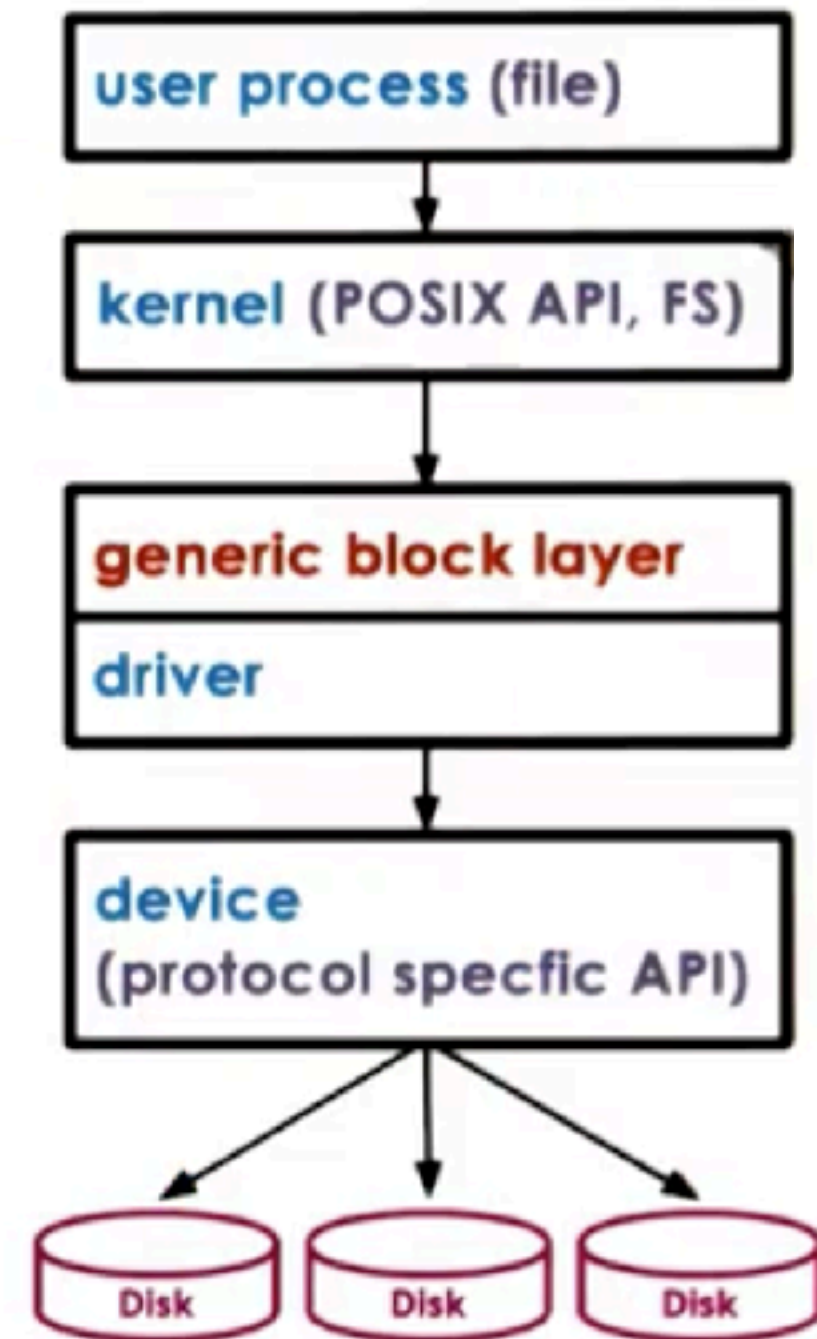 user process (file)
kernel (POSIX API, FS)
generic block layer
driver
device
(protocol specfic API)
Disk
Disk
Disk